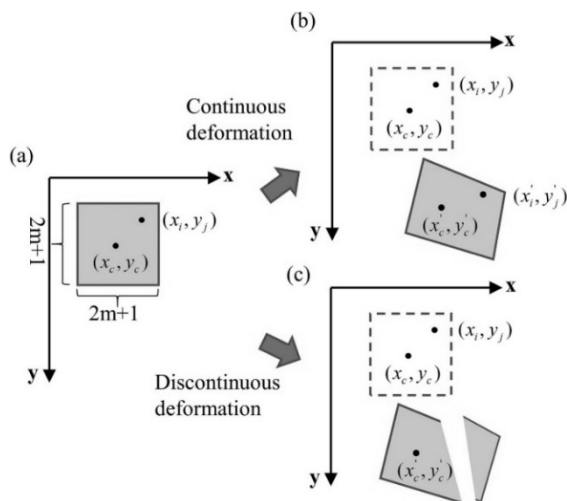 (b)
x
(x_i, y_j)
Continuous
deformation
(x_c, y_c)
(a)
x
(x_i, y_j)
2m+1
(x_c, y_c)
2m+1
y
(x_i', y_j')
(x_c', y_c')
y
(c)
x
(x_i, y_j)
(x_c, y_c)
Discontinuous
deformation
(x_c', y_c')
y